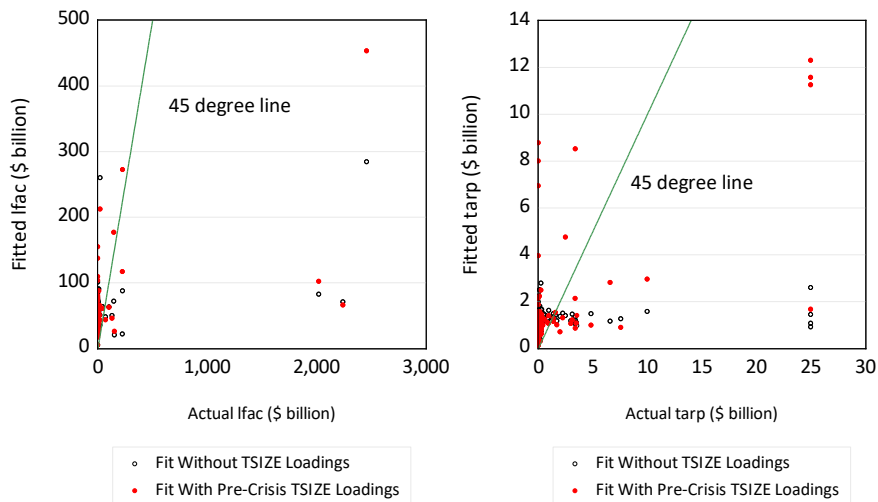 500
400
300
200
100
0
Fitted lfac ($ billion)
45 degree line
0
1,000
2,000
3,000
Actual lfac ($ billion)
Fit Without TSIZE Loadings
Fit With Pre-Crisis TSIZE Loadings
14
12
10
8
6
4
2
0
Fitted tarp ($ billion)
45 degree line
0
5
10
15
20
25
30
Actual tarp ($ billion)
Fit Without TSIZE Loadings
Fit With Pre-Crisis TSIZE Loadings